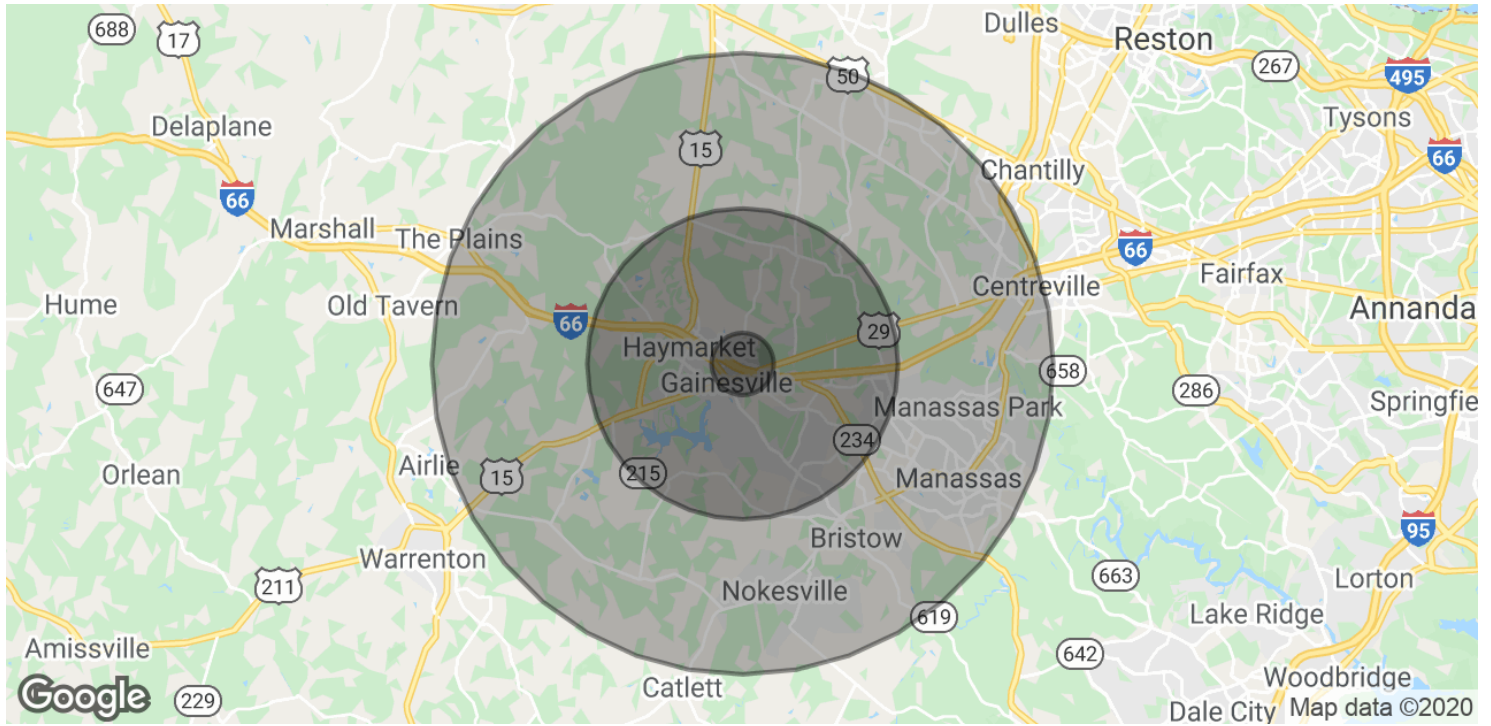 688
17
Dulles
Reston
50
267
495
Delaplane
Tysons
15
66
Chantilly
66
Marshall
The Plains
66
Fairfax
Centreville
Hume
Old Tavern
Annanda
66
29
Haymarket
658
Gainesville
647
286
Manassas Park
Springfie
234
Airlie
215
15
Orlean
Manassas
95
Bristow
Warrenton
663
Lorton
211
Nokesville
Lake Ridge
619
Amissville
642
Woodbridge
Catlett
Google
229
Dale City
Map data ©2020